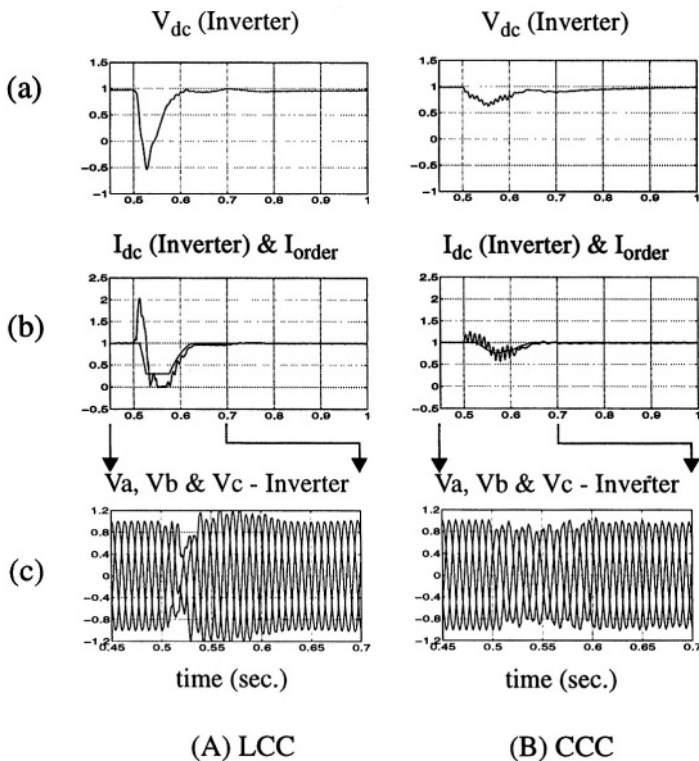 V_dc (Inverter)
V_dc (Inverter)
(a)
1.5
1
0.5
0
-0.5
-1
0.5 0.6 0.7 0.8 0.9 1
1.5
1
0.5
0
-0.5
-1
0.5 0.6 0.7 0.8 0.9 1
I_dc (Inverter) & I_order
I_dc (Inverter) & I_order
(b)
2.5
2
1.5
1
0.5
0
-0.5
0.5 0.6 0.7 0.8 0.9 1
2.5
2
1.5
1
0.5
0
-0.5
0.5 0.6 0.7 0.8 0.9 1
Va, Vb & Vc - Inverter
Va, Vb & Vc - Inverter
(c)
1.2
0.8
0.4
0
-0.4
-0.8
-1.2
0.45 0.5 0.55 0.6 0.65 0.7
1.2
0.8
0.4
0
-0.4
-0.8
-1.2
0.45 0.5 0.55 0.6 0.65 0.7
time (sec.)
time (sec.)
(A) LCC
(B) CCC